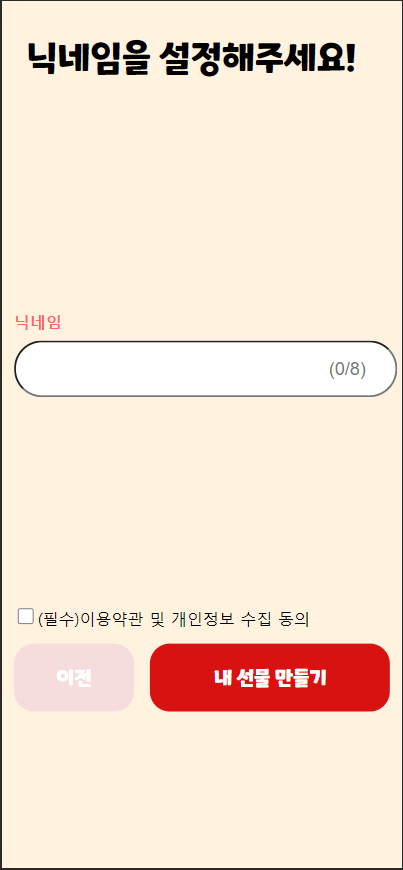 닉네임을 설정해주세요!
닉네임
(0/8)
(필수)이용약관 및 개인정보 수집 동의
이전
내 선물 만들기